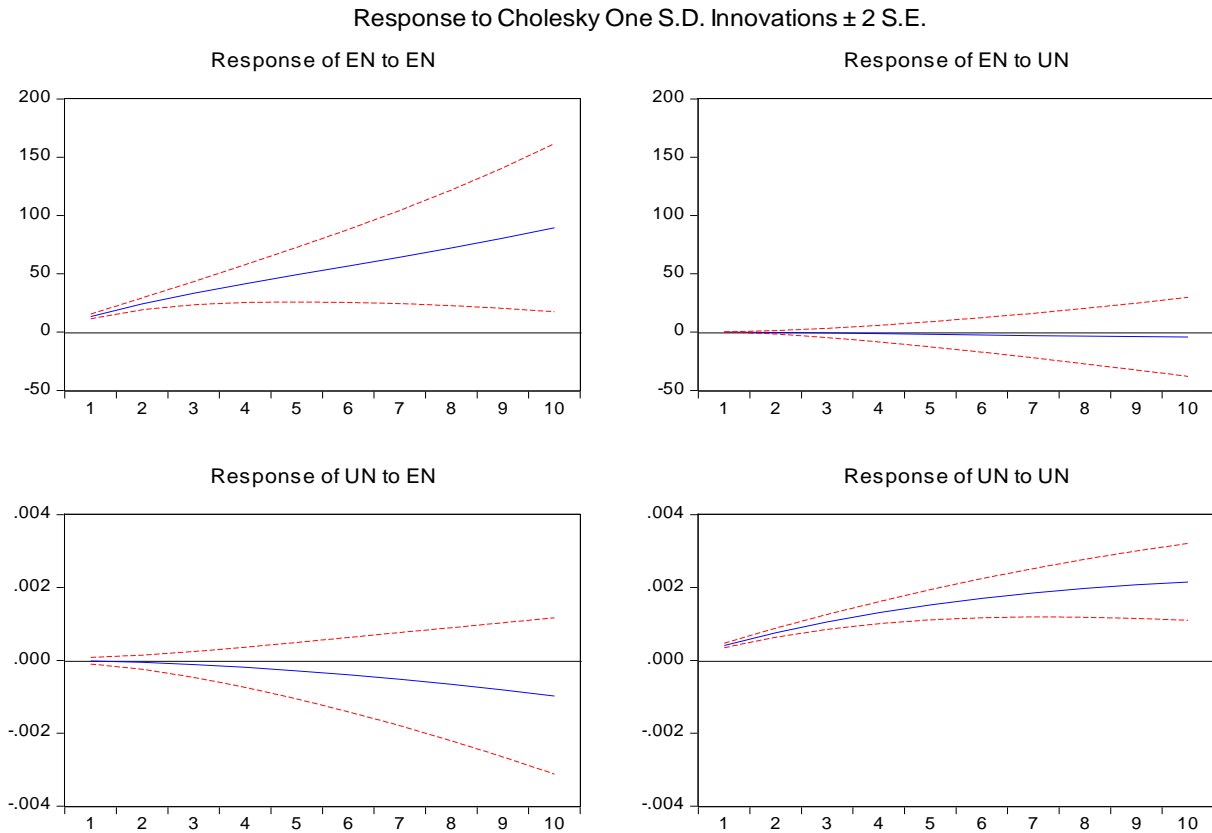 Response to Cholesky One S.D. Innovations ± 2 S.E.
Response of EN to EN
200
150
100
50
0
-50
1 2 3 4 5 6 7 8 9 10
Response of EN to UN
200
150
100
50
0
-50
1 2 3 4 5 6 7 8 9 10
Response of UN to EN
.004
.002
.000
-.002
-.004
1 2 3 4 5 6 7 8 9 10
Response of UN to UN
.004
.002
.000
-.002
-.004
1 2 3 4 5 6 7 8 9 10